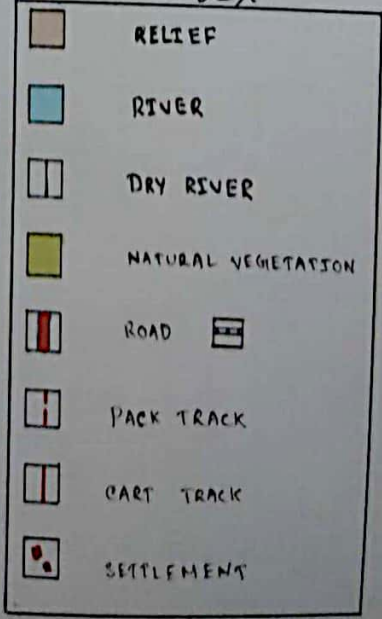 RELIEF
RIVER
DRY RIVER
NATURAL VEGETATION
ROAD
PACK TRACK
CART TRACK
SETTLEMENT